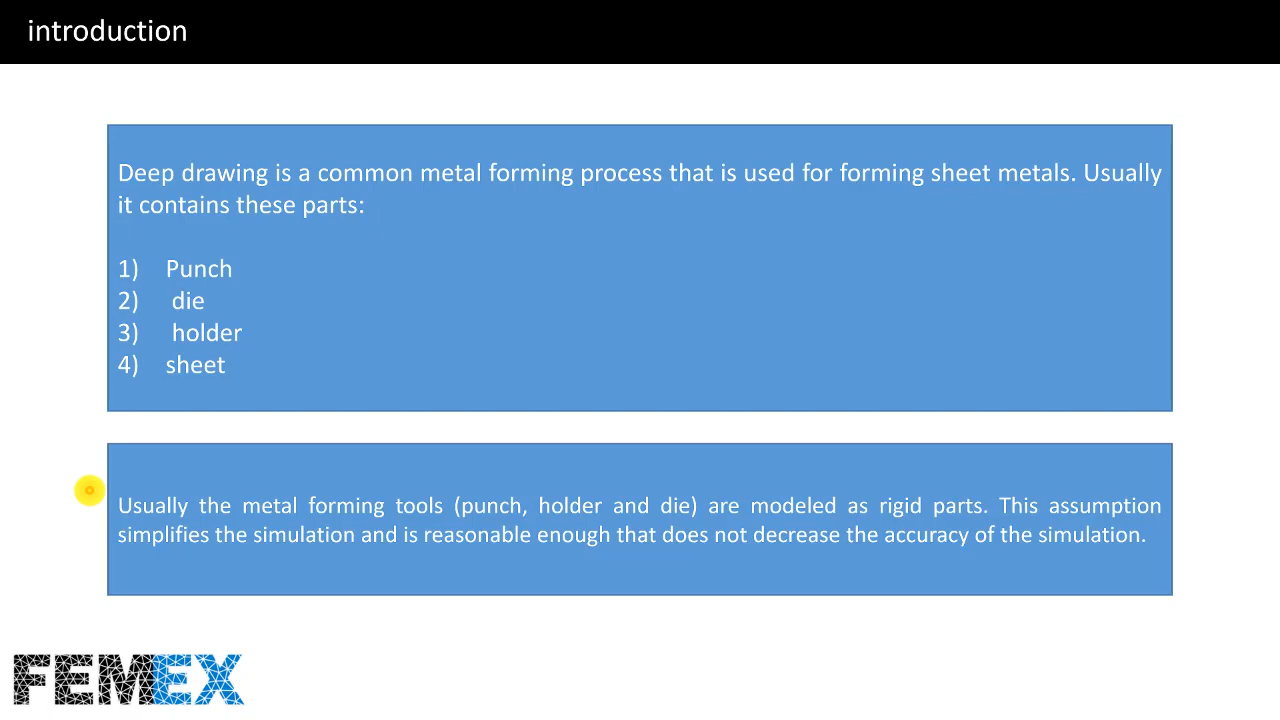 introduction
Deep drawing is a common metal forming process that is used for forming sheet metals. Usually
it contains these parts:
1) Punch
2) die
3) holder
4) sheet
Usually the metal forming tools (punch, holder and die) are modeled as rigid parts. This assumption
simplifies the simulation and is reasonable enough that does not decrease the accuracy of the simulation.
FEMEX